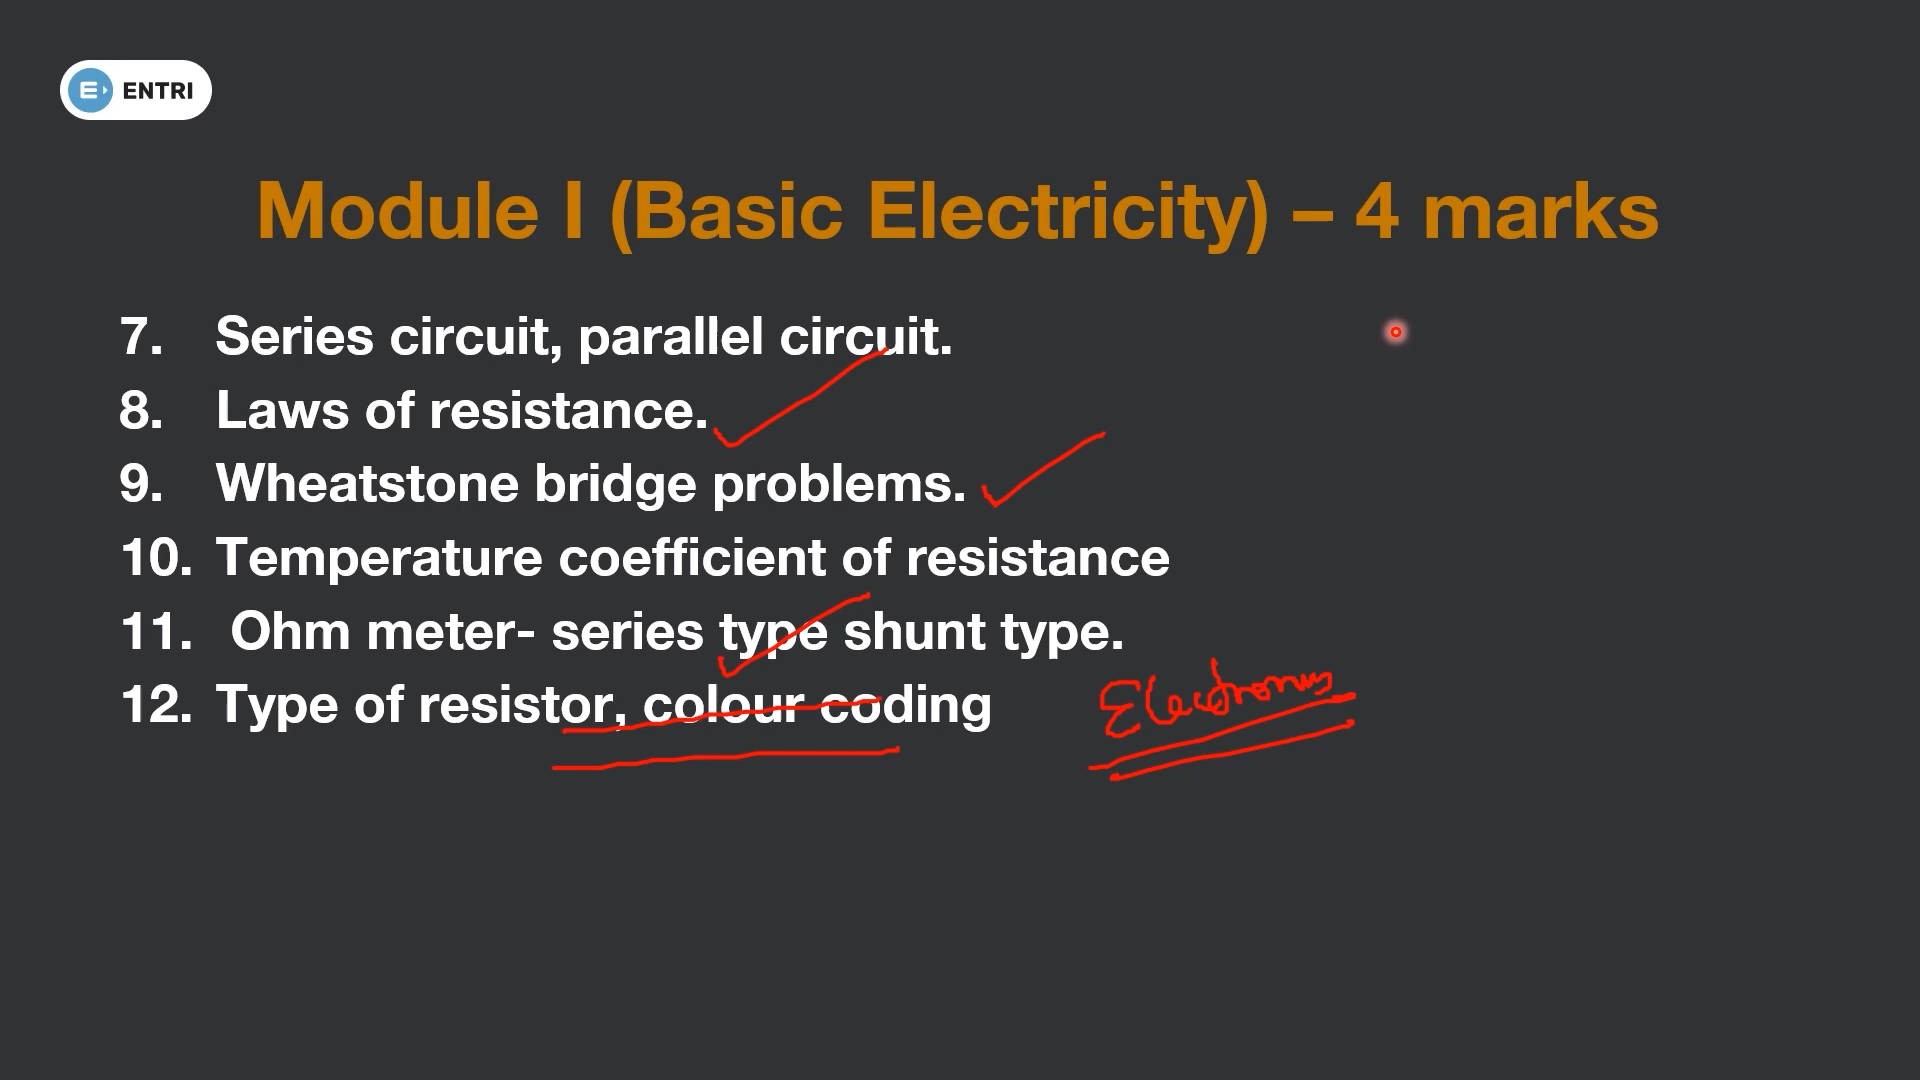 ENTRI
Module I (Basic Electricity) – 4 marks
7. Series circuit, parallel circuit.
8. Laws of resistance.
9. Wheatstone bridge problems.
10. Temperature coefficient of resistance
11. Ohm meter- series type shunt type.
12. Type of resistor, colour coding
Electronics